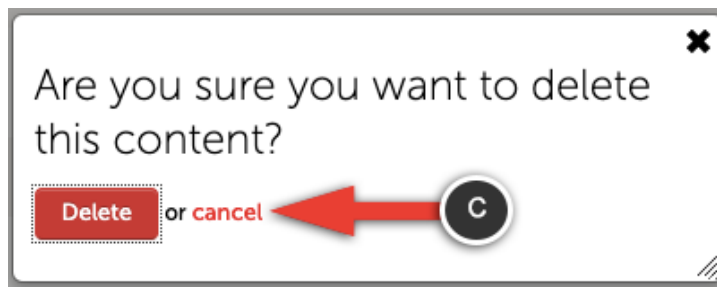 Are you sure you want to delete
this content?
Delete or cancel
C